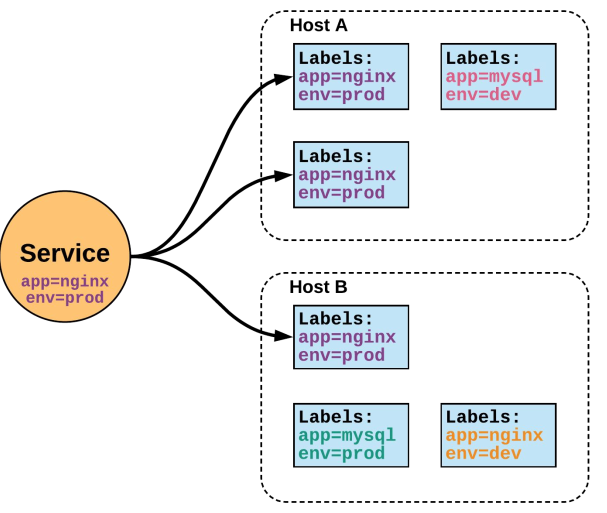 Host A
Labels:
app=nginx
env=prod
Labels:
app=mysql
env=dev
Labels:
app=nginx
env=prod
Service
app=nginx
env=prod
Host B
Labels:
app=nginx
env=prod
Labels:
app=mysql
env=prod
Labels:
app=nginx
env=dev